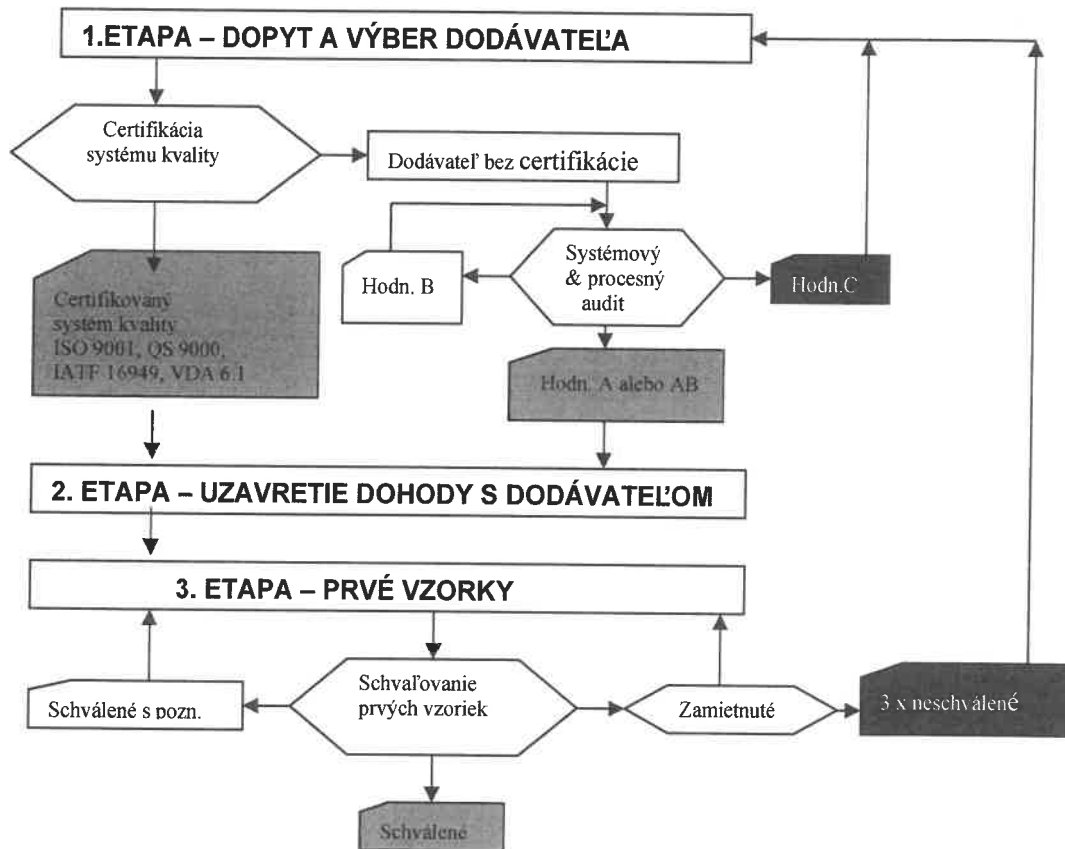 1.ETAPA – DOPYT A VÝBER DODÁVATEĽA
Certifikácia
systému kvality
Dodávateľ bez certifikácie
Systémový
& procesný
audit
Hodn. B
Hodn.C
Certifikovaný
systém kvality
ISO 9001, QS 9000,
IATF 16949, VDA 6.1
Hodn. A alebo AB
2. ETAPA – UZAVRETIE DOHODY S DODÁVATEĽOM
3. ETAPA – PRVÉ VZORKY
Schvaľovanie
prvých vzoriek
Schválené s pozn.
Zamietnuté
3 x neschválené
Schválené